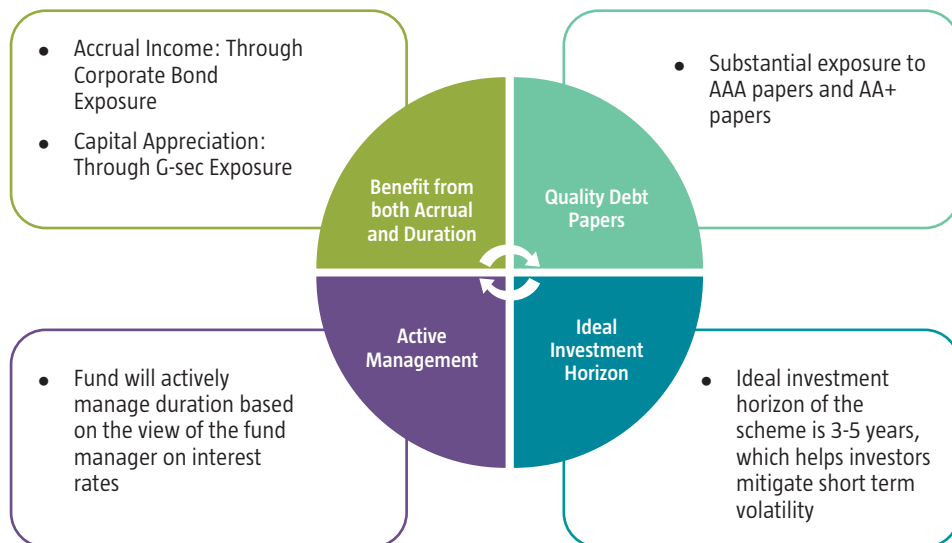 ● Accrual Income: Through
Corporate Bond
Exposure
● Capital Appreciation:
Through G-sec Exposure
Benefit from
both Acrrual
and Duration
● Substantial exposure to
AAA papers and AA+
papers
Quality Debt
Papers
● Fund will actively
manage duration based
on the view of the fund
manager on interest
rates
Active
Management
Ideal
Investment
Horizon
● Ideal investment
horizon of the
scheme is 3-5 years,
which helps investors
mitigate short term
volatility